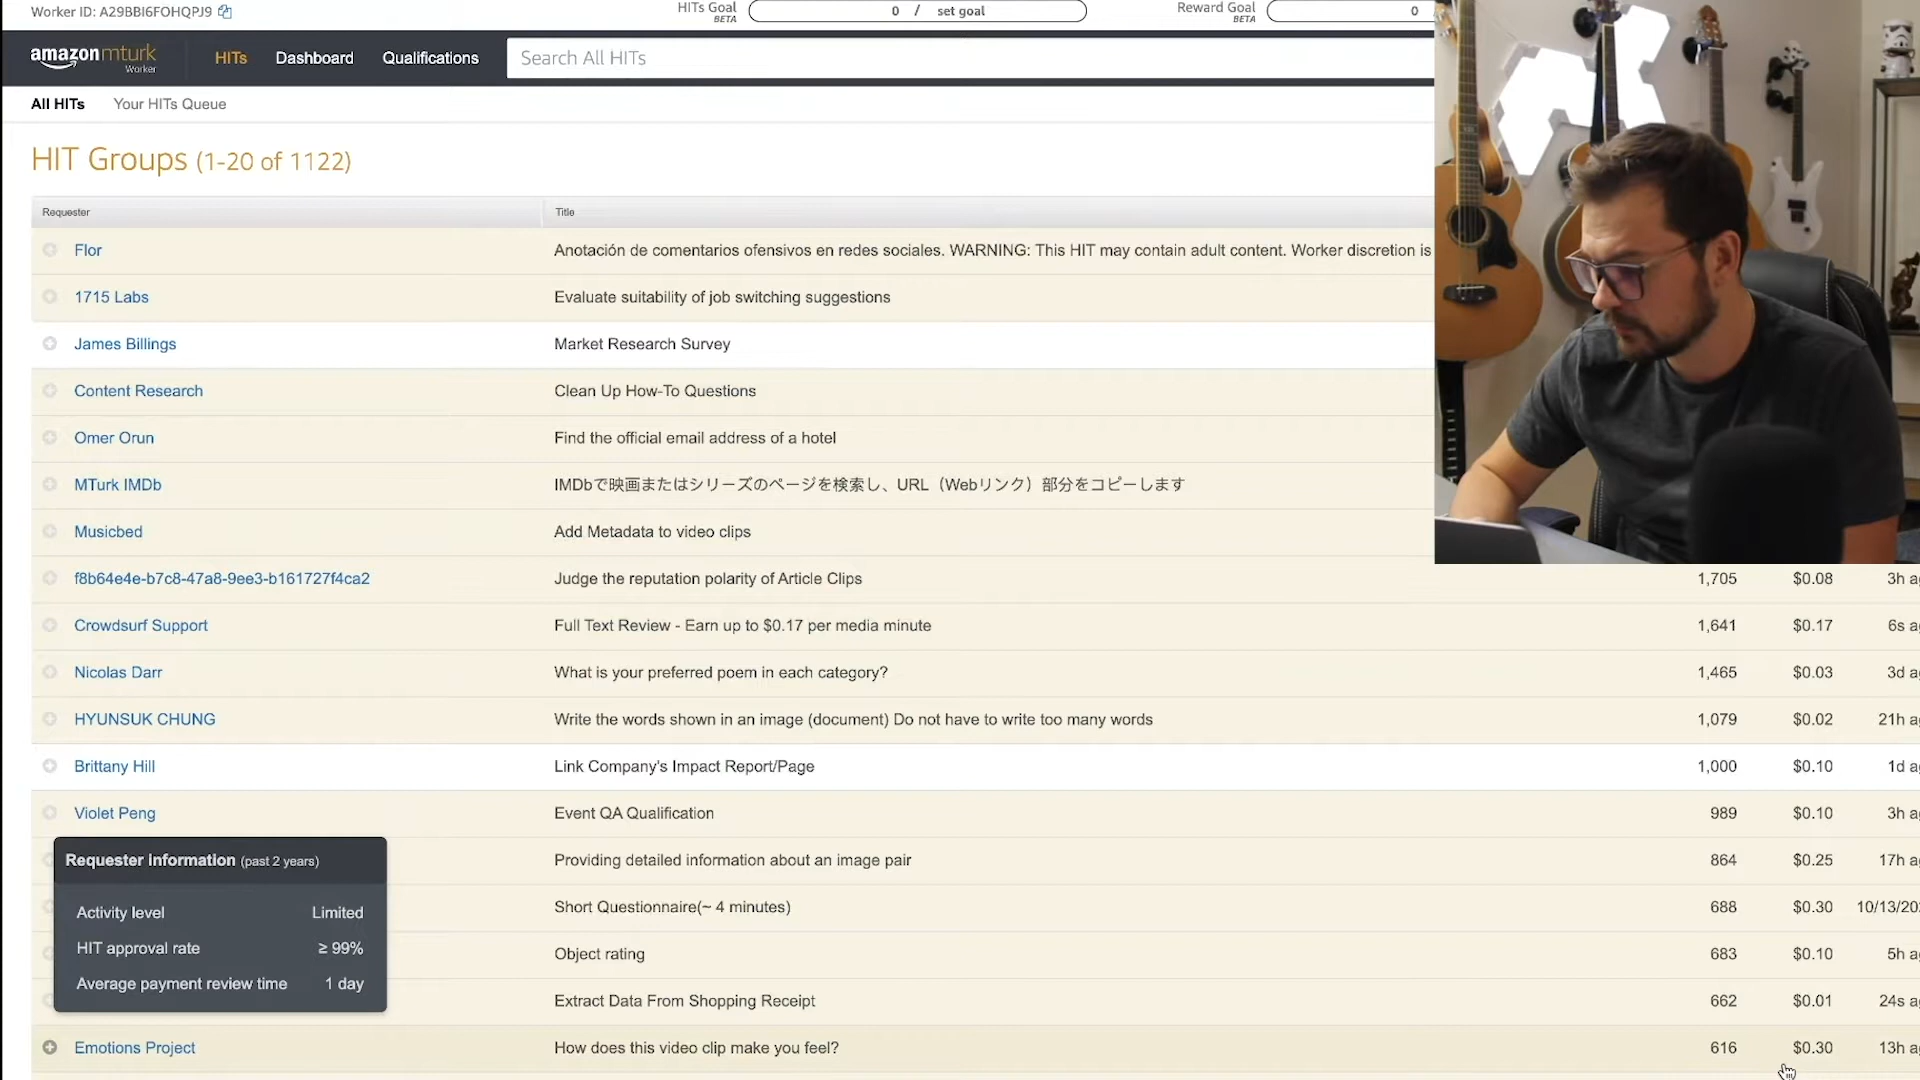 Worker ID: A29BBI6FOHQPJ9
HITs Goal BETA
0 / set goal
Reward Goal BETA
0
amazon mturk Worker
HITs
Dashboard
Qualifications
Search All HITs
All HITs
Your HITs Queue
HIT Groups (1-20 of 1122)
Requester Title
Flor Anotación de comentarios ofensivos en redes sociales. WARNING: This HIT may contain adult content. Worker discretion is
1715 Labs Evaluate suitability of job switching suggestions
James Billings Market Research Survey
Content Research Clean Up How-To Questions
Omer Orun Find the official email address of a hotel
MTurk IMDb IMDbで映画またはシリーズのページを検索し、URL（Webリンク）部分をコピーします
Musicbed Add Metadata to video clips
f8b64e4e-b7c8-47a8-9ee3-b161727f4ca2 Judge the reputation polarity of Article Clips 1,705 $0.08 3h a
Crowdsurf Support Full Text Review - Earn up to $0.17 per media minute 1,641 $0.17 6s a
Nicolas Darr What is your preferred poem in each category? 1,465 $0.03 3d a
HYUNSUK CHUNG Write the words shown in an image (document) Do not have to write too many words 1,079 $0.02 21h a
Brittany Hill Link Company's Impact Report/Page 1,000 $0.10 1d a
Violet Peng Event QA Qualification 989 $0.10 3h a
Requester Information (past 2 years)
Activity level Limited
HIT approval rate ≥ 99%
Average payment review time 1 day
Providing detailed information about an image pair 864 $0.25 17h a
Short Questionnaire(~ 4 minutes) 688 $0.30 10/13/20
Object rating 683 $0.10 5h a
Extract Data From Shopping Receipt 662 $0.01 24s a
Emotions Project How does this video clip make you feel? 616 $0.30 13h a